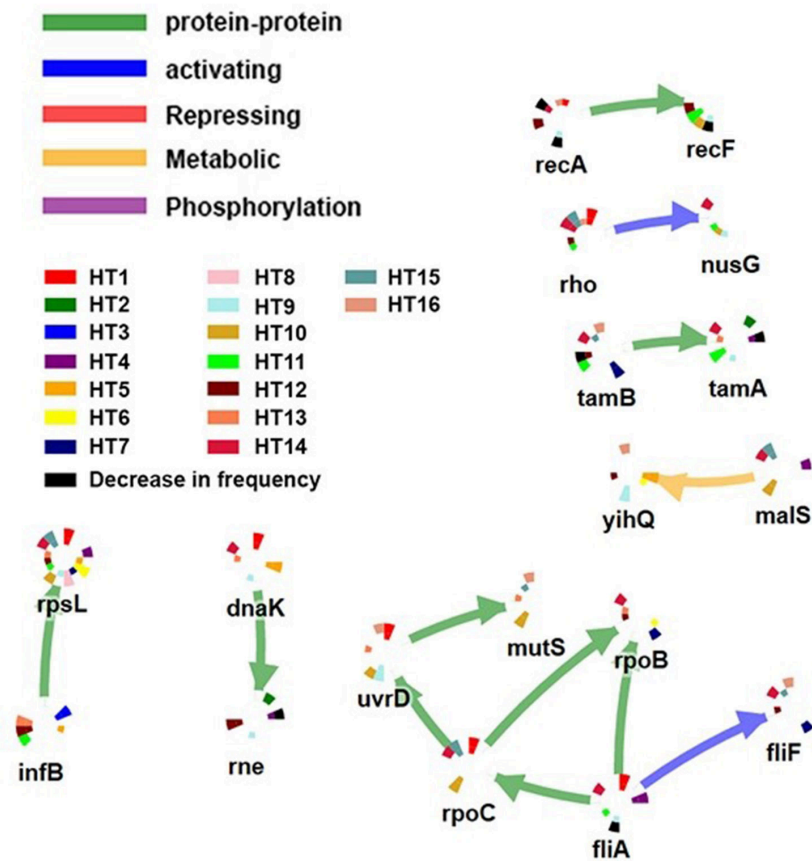 protein-protein
activating
Repressing
Metabolic
Phosphorylation
HT1 HT8 HT15
HT2 HT9 HT16
HT3 HT10
HT4 HT11
HT5 HT12
HT6 HT13
HT7 HT14
Decrease in frequency
recA recF
rho nusG
tamB tamA
yihQ malS
rpsL dnaK
uvrD mutS rpoB
infB rne rpoC fliF
fliA